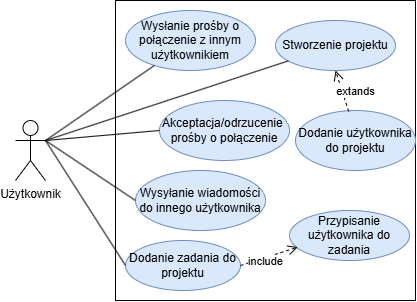 Wysłanie prośby o
połączenie z innym
użytkownikiem
Stworzenie projektu
extands
Akceptacja/odrzucenie
prośby o połączenie
Dodanie użytkownika
do projektu
Użytkownik
Wysyłanie wiadomości
do innego użytkownika
Przypisanie
użytkownika do
zadania
Dodanie zadania do
projektu
include